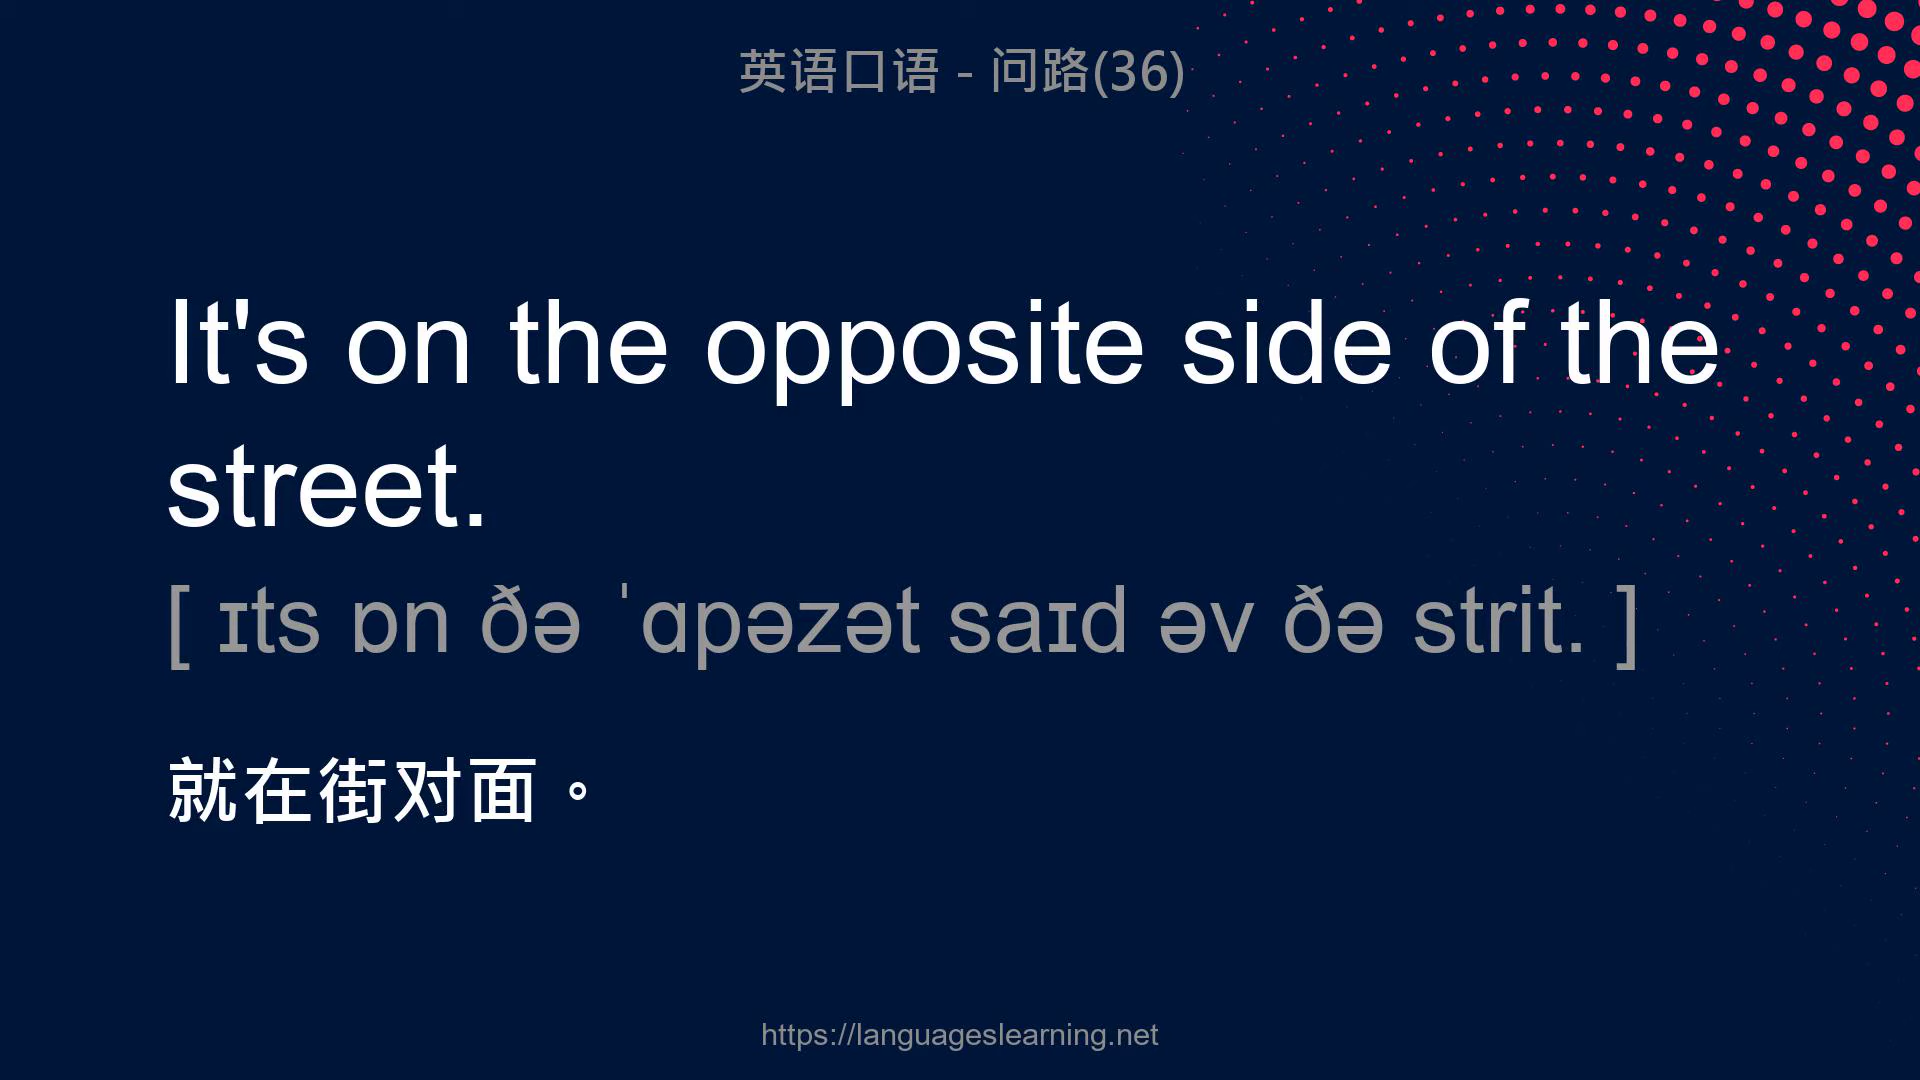 英语口语 - 问路(36)
It's on the opposite side of the
street.
[ ɪts ɒn ðə ˈɑpəzət saɪd əv ðə strit. ]
就在街对面。
https://languageslearning.net